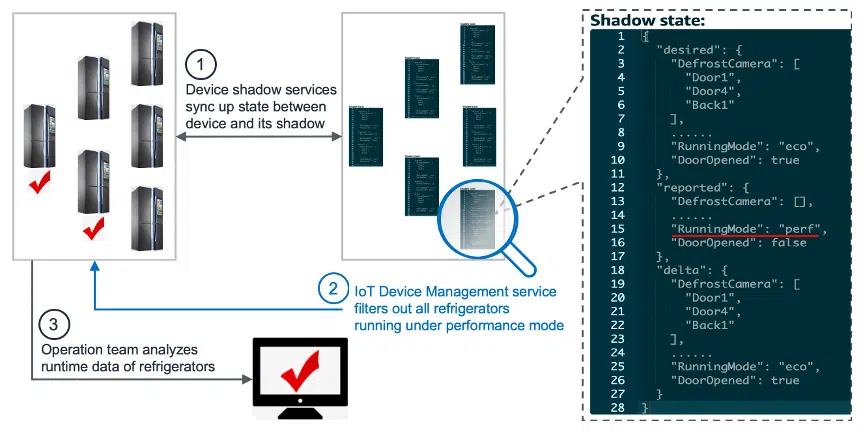 1
Device shadow services
sync up state between
device and its shadow
2
IoT Device Management service
filters out all refrigerators
running under performance mode
3
Operation team analyzes
runtime data of refrigerators
Shadow state:
1 {
2 "desired": {
3 "DefrostCamera": [
4 "Door1",
5 "Door4",
6 "Back1"
7 ],
8 ......
9 "RunningMode": "eco",
10 "DoorOpened": true
11 },
12 "reported": {
13 "DefrostCamera": [],
14 ......
15 "RunningMode": "perf",
16 "DoorOpened": false
17 },
18 "delta": {
19 "DefrostCamera": [
20 "Door1",
21 "Door4",
22 "Back1"
23 ],
24 ......
25 "RunningMode": "eco",
26 "DoorOpened": true
27 }
28 }